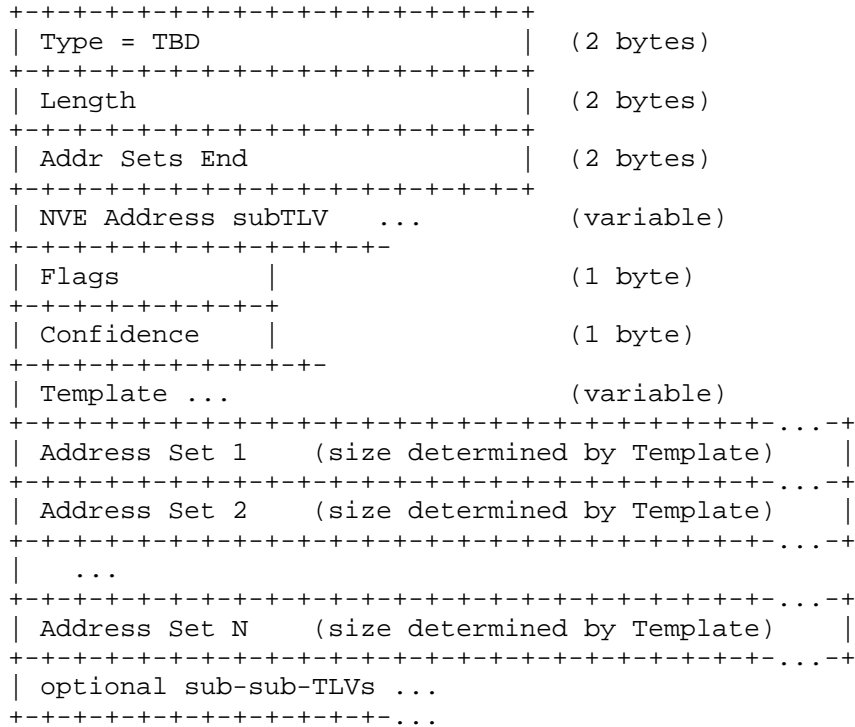 +-+-+-+-+-+-+-+-+-+-+-+-+-+-+-+-+
| Type = TBD                    |  (2 bytes)
+-+-+-+-+-+-+-+-+-+-+-+-+-+-+-+-+
| Length                        |  (2 bytes)
+-+-+-+-+-+-+-+-+-+-+-+-+-+-+-+-+
| Addr Sets End                 |  (2 bytes)
+-+-+-+-+-+-+-+-+-+-+-+-+-+-+-+-+
| NVE Address subTLV   ...         (variable)
+-+-+-+-+-+-+-+-+-+-+-+-
| Flags         |                  (1 byte)
+-+-+-+-+-+-+-+-+
| Confidence    |                  (1 byte)
+-+-+-+-+-+-+-+-+-+-
| Template ...                     (variable)
+-+-+-+-+-+-+-+-+-+-+-+-+-+-+-+-+-+-+-+-+-+-+-+-...-+
| Address Set 1    (size determined by Template)    |
+-+-+-+-+-+-+-+-+-+-+-+-+-+-+-+-+-+-+-+-+-+-+-+-...-+
| Address Set 2    (size determined by Template)    |
+-+-+-+-+-+-+-+-+-+-+-+-+-+-+-+-+-+-+-+-+-+-+-+-...-+
|   ...
+-+-+-+-+-+-+-+-+-+-+-+-+-+-+-+-+-+-+-+-+-+-+-+-...-+
| Address Set N    (size determined by Template)    |
+-+-+-+-+-+-+-+-+-+-+-+-+-+-+-+-+-+-+-+-+-+-+-+-...-+
| optional sub-sub-TLVs ...
+-+-+-+-+-+-+-+-+-+-+-+-...